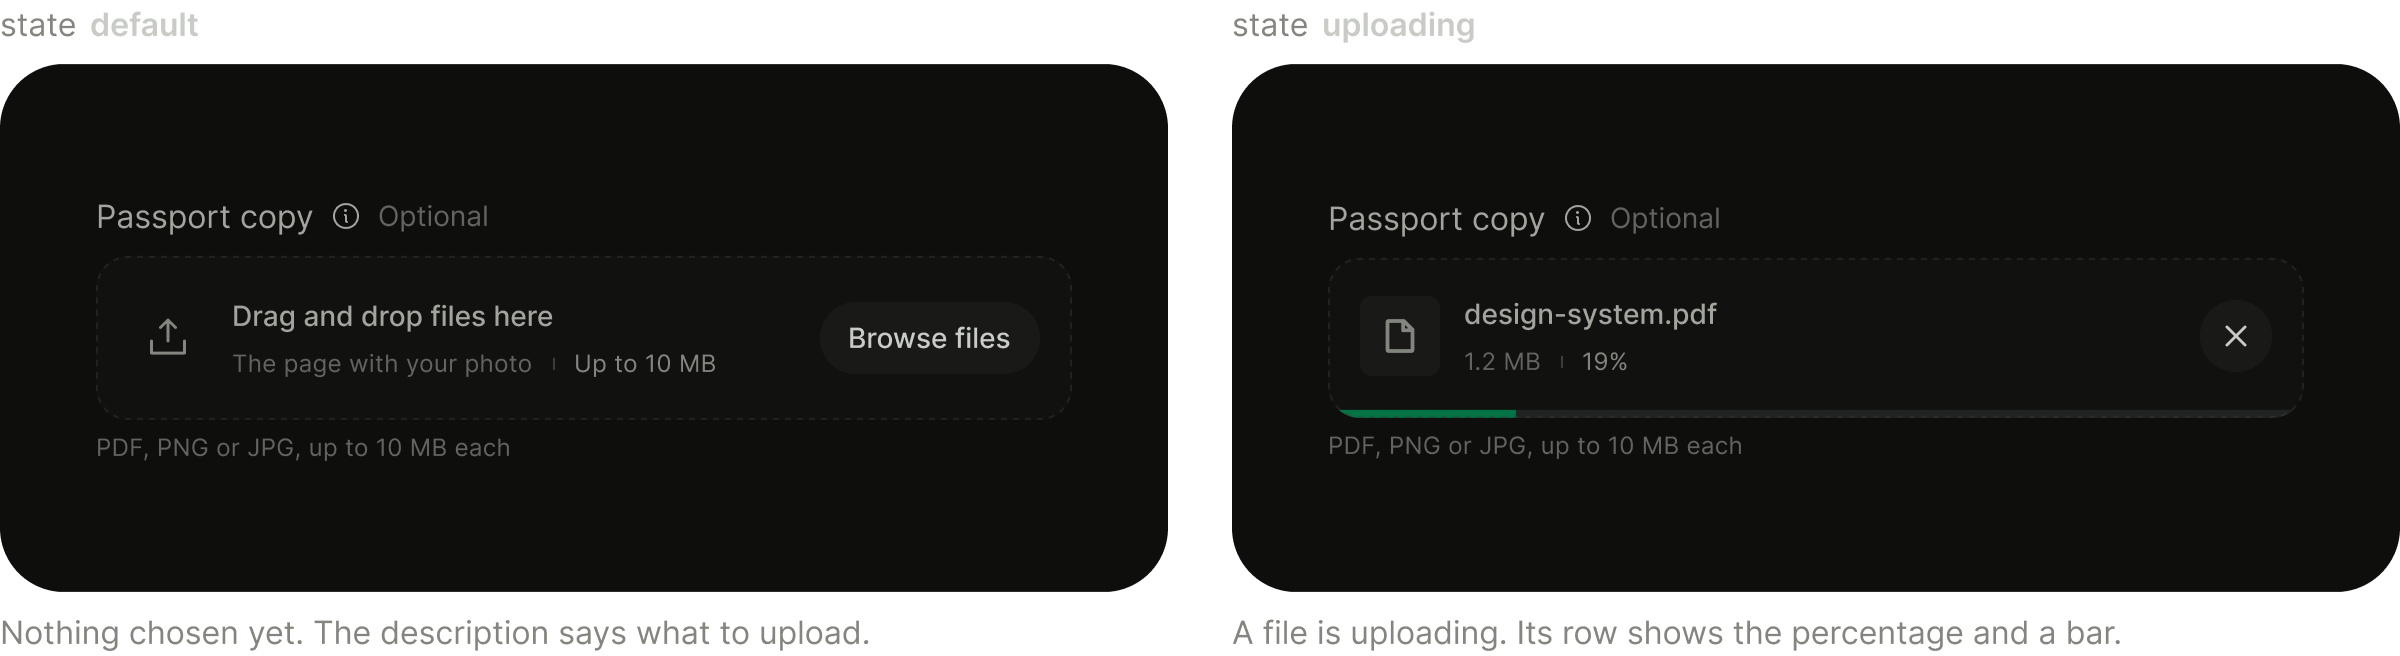 state default
Passport copy Optional
Drag and drop files here
The page with your photo Up to 10 MB
Browse files
PDF, PNG or JPG, up to 10 MB each
Nothing chosen yet. The description says what to upload.
state uploading
Passport copy Optional
design-system.pdf
1.2 MB 19%
PDF, PNG or JPG, up to 10 MB each
A file is uploading. Its row shows the percentage and a bar.